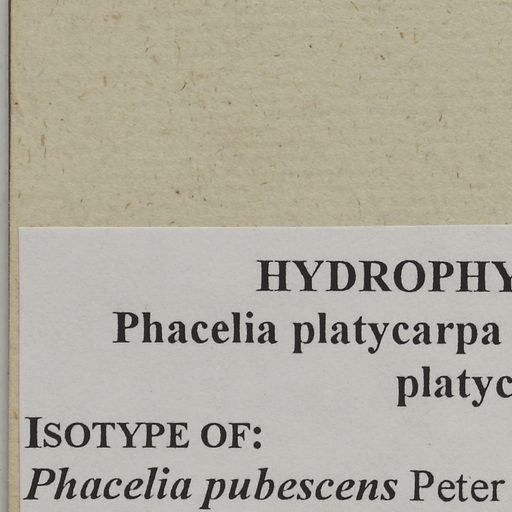 HYDROPHY
Phacelia platycarpa
platyc
ISOTYPE OF:
Phacelia pubescens Peter